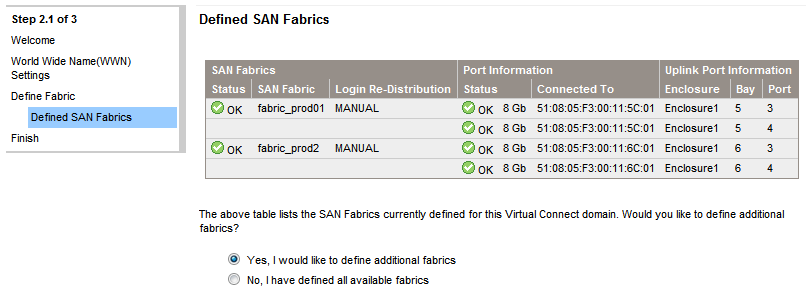 Step 2.1 of 3
Welcome
World Wide Name(WWN)
Settings
Define Fabric
Defined SAN Fabrics
Finish
Defined SAN Fabrics
SAN Fabrics Port Information Uplink Port Information
Status SAN Fabric Login Re-Distribution Status Connected To Enclosure Bay Port
OK fabric_prod01 MANUAL OK 8 Gb 51:08:05:F3:00:11:5C:01 Enclosure1 5 3
OK 8 Gb 51:08:05:F3:00:11:5C:01 Enclosure1 5 4
OK fabric_prod2 MANUAL OK 8 Gb 51:08:05:F3:00:11:6C:01 Enclosure1 6 3
OK 8 Gb 51:08:05:F3:00:11:6C:01 Enclosure1 6 4
The above table lists the SAN Fabrics currently defined for this Virtual Connect domain. Would you like to define additional
fabrics?
Yes, I would like to define additional fabrics
No, I have defined all available fabrics